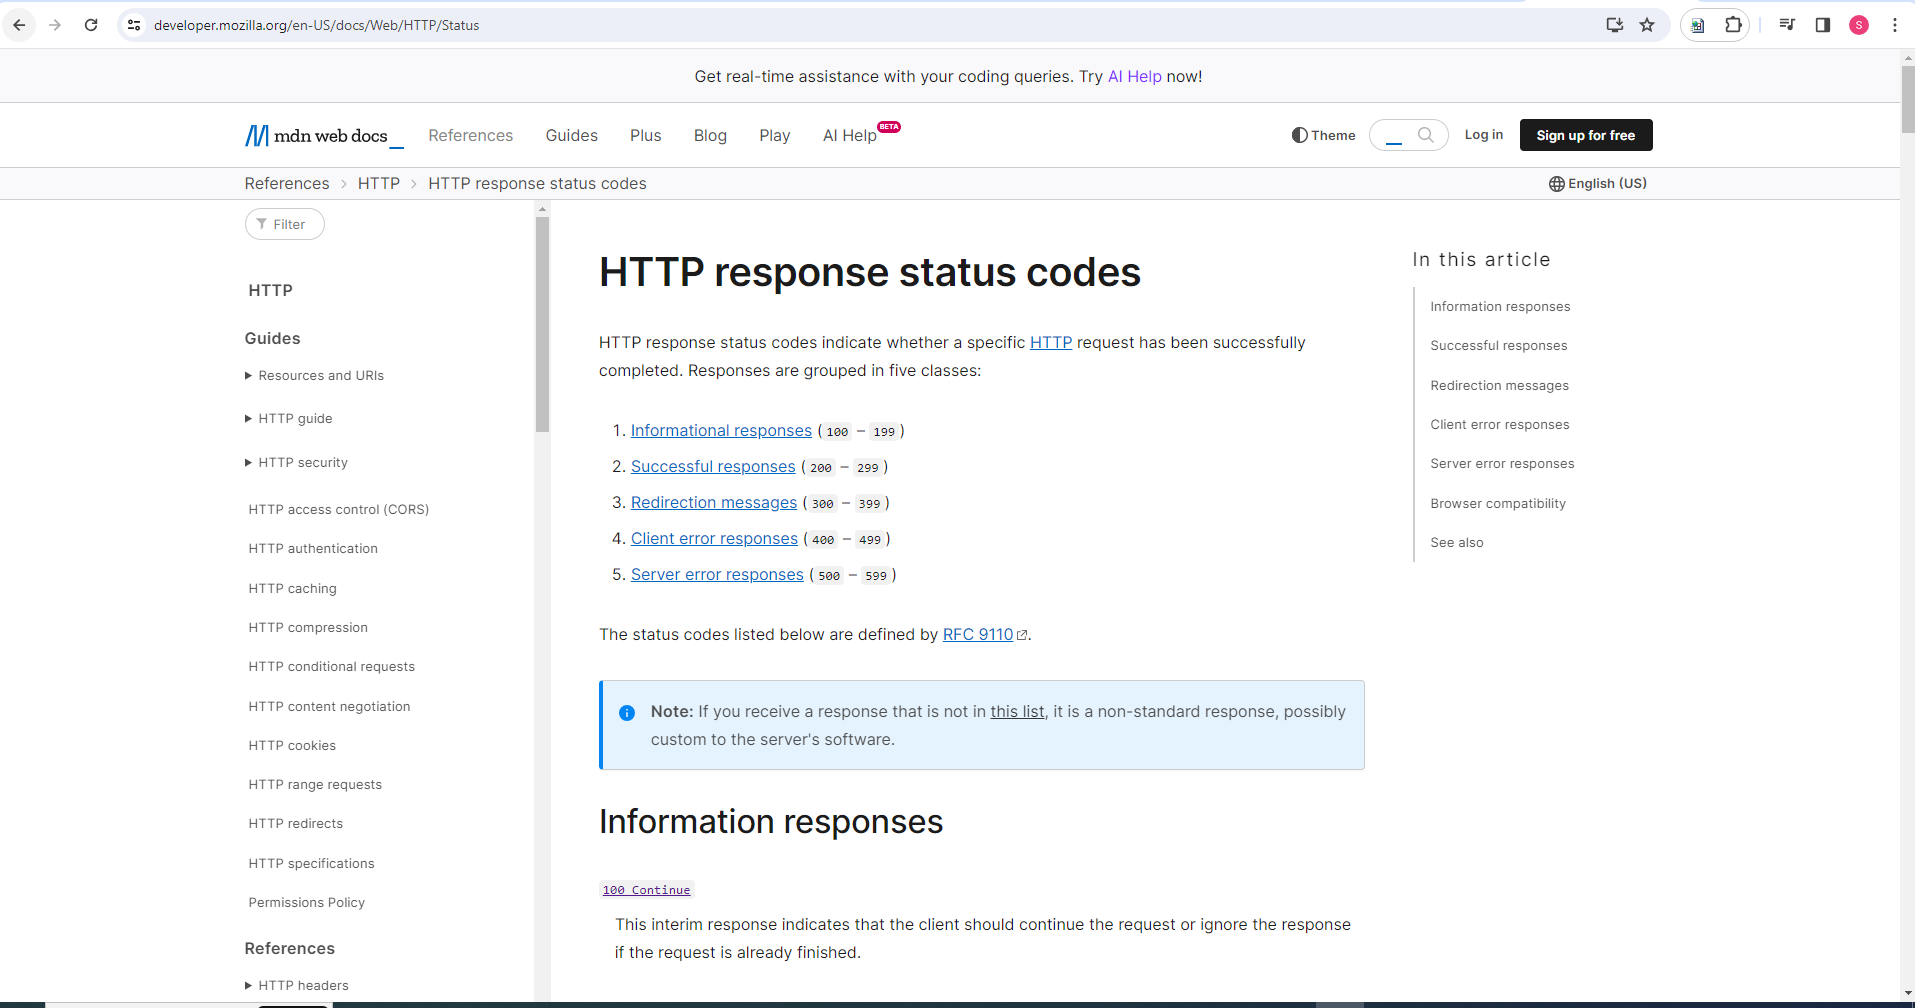 developer.mozilla.org/en-US/docs/Web/HTTP/Status
S
Get real-time assistance with your coding queries. Try AI Help now!
mdn web docs_
References
Guides
Plus
Blog
Play
AI Help BETA
Theme
Log in
Sign up for free
References > HTTP > HTTP response status codes
English (US)
Filter
HTTP
Guides
Resources and URIs
HTTP guide
HTTP security
HTTP access control (CORS)
HTTP authentication
HTTP caching
HTTP compression
HTTP conditional requests
HTTP content negotiation
HTTP cookies
HTTP range requests
HTTP redirects
HTTP specifications
Permissions Policy
References
HTTP headers
HTTP response status codes
HTTP response status codes indicate whether a specific HTTP request has been successfully
completed. Responses are grouped in five classes:
1. Informational responses (100 – 199)
2. Successful responses (200 – 299)
3. Redirection messages (300 – 399)
4. Client error responses (400 – 499)
5. Server error responses (500 – 599)
The status codes listed below are defined by RFC 9110.
Note: If you receive a response that is not in this list, it is a non-standard response, possibly
custom to the server's software.
Information responses
100 Continue
This interim response indicates that the client should continue the request or ignore the response
if the request is already finished.
In this article
Information responses
Successful responses
Redirection messages
Client error responses
Server error responses
Browser compatibility
See also